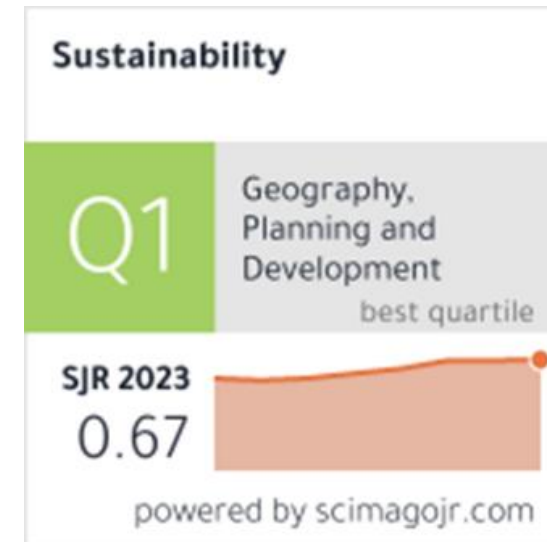 Sustainability
Q1
Geography,
Planning and
Development
best quartile
SJR 2023
0.67
powered by scimagojr.com